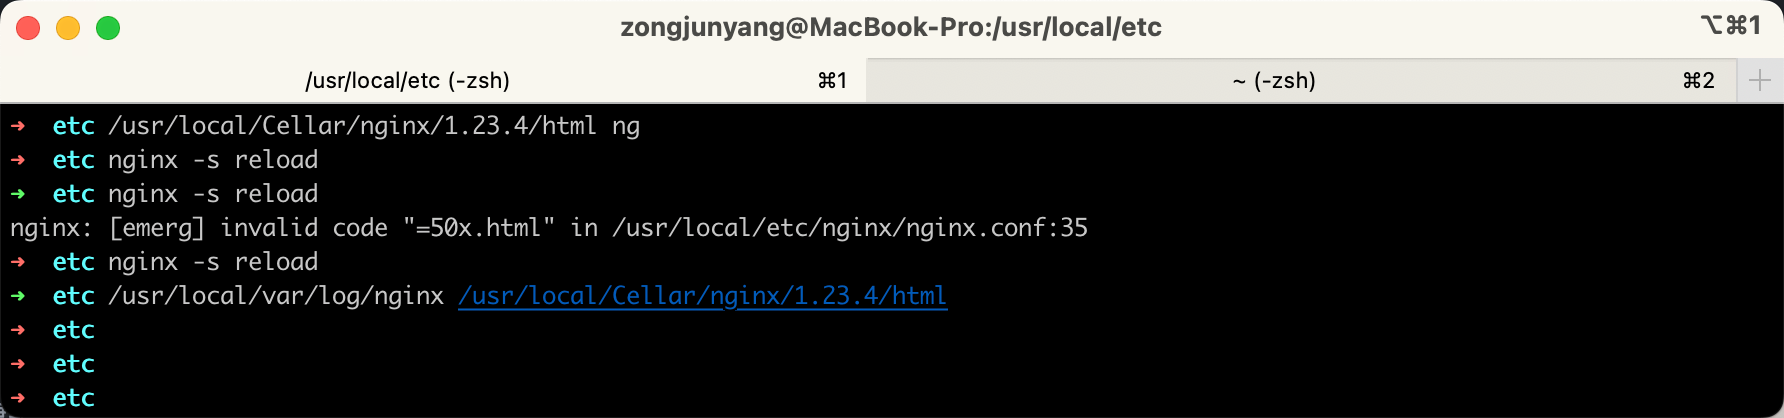 zongjunyang@MacBook-Pro:/usr/local/etc ⌥⌘1
/usr/local/etc (-zsh) ⌘1 ~ (-zsh) ⌘2 +
➜ etc /usr/local/Cellar/nginx/1.23.4/html ng
➜ etc nginx -s reload
➜ etc nginx -s reload
nginx: [emerg] invalid code "=50x.html" in /usr/local/etc/nginx/nginx.conf:35
➜ etc nginx -s reload
➜ etc /usr/local/var/log/nginx /usr/local/Cellar/nginx/1.23.4/html
➜ etc
➜ etc
➜ etc